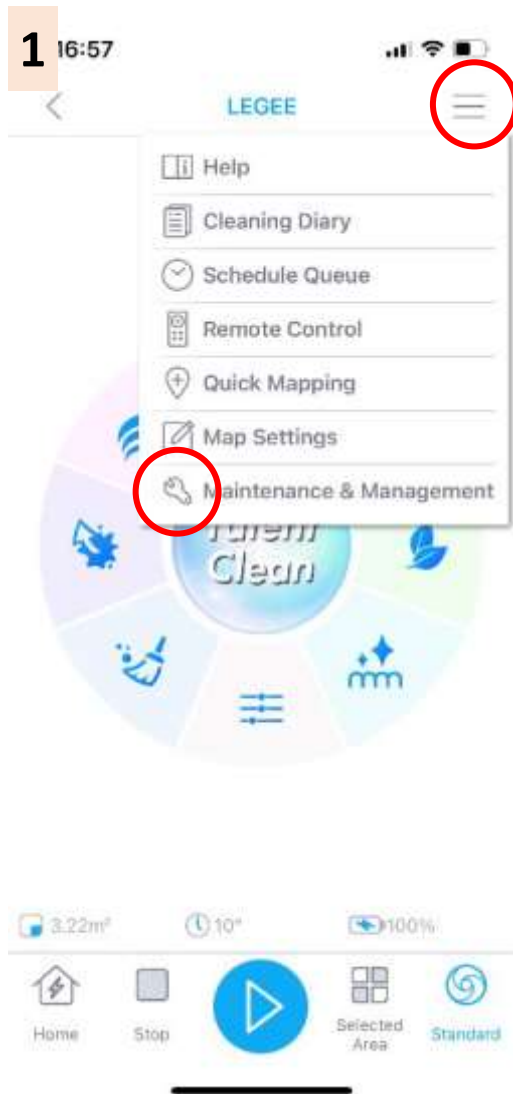 1
16:57
LEGEE
Help
Cleaning Diary
Schedule Queue
Remote Control
Quick Mapping
Map Settings
Maintenance & Management
Talent
Clean
3.22m²
10"
100%
Home
Stop
Selected
Area
Standard